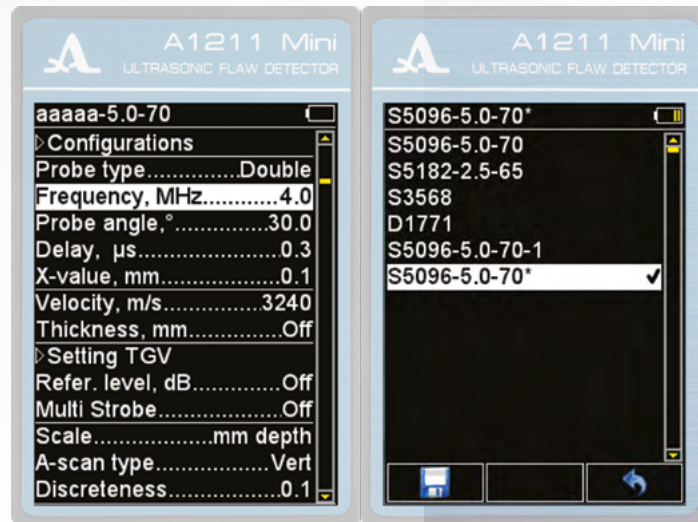 A1211 Mini
ULTRASONIC FLAW DETECTOR
aaaaa-5.0-70
Configurations
Probe type...............Double
Frequency, MHz............4.0
Probe angle,°...............30.0
Delay, µs.......................0.3
X-value, mm.................0.1
Velocity, m/s................3240
Thickness, mm...............Off
Setting TGV
Refer. level, dB..............Off
Multi Strobe....................Off
Scale...................mm depth
A-scan type..................Vert
Discreteness..................0.1
A1211 Mini
ULTRASONIC FLAW DETECTOR
S5096-5.0-70*
S5096-5.0-70
S5182-2.5-65
S3568
D1771
S5096-5.0-70-1
S5096-5.0-70*